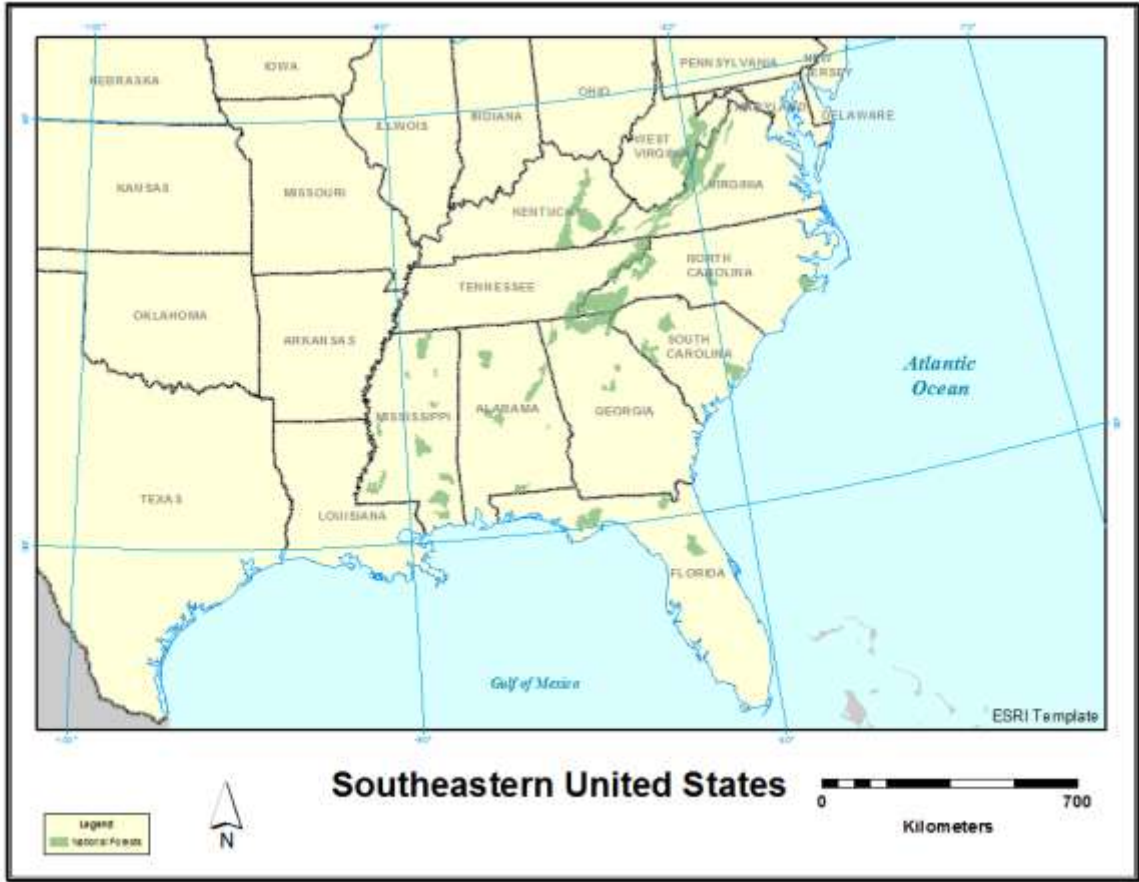 IOWA
PENNSYLVANIA
NEW
JERSEY
NEBRASKA
OHIO
MARYLAND
DELAWARE
ILLINOIS
INDIANA
WEST
VIRGINIA
KANSAS
MISSOURI
VIRGINIA
KENTUCKY
NORTH
CAROLINA
TENNESSEE
OKLAHOMA
ARKANSAS
SOUTH
CAROLINA
Atlantic
Ocean
MISSISSIPPI
ALABAMA
GEORGIA
TEXAS
LOUISIANA
FLORIDA
Gulf of Mexico
ESRI Template
Southeastern United States
0
700
Kilometers
N
Legend
National Forests